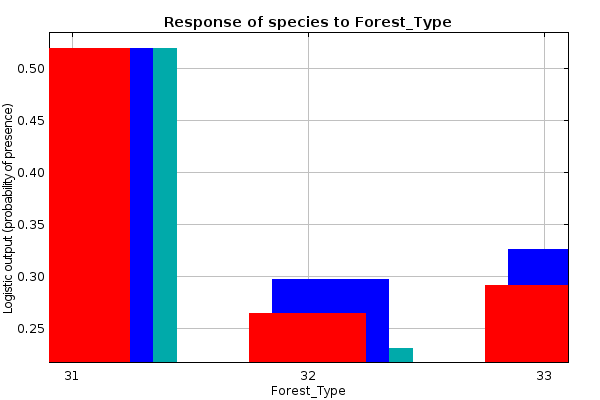 Response of species to Forest_Type
Logistic output (probability of presence)
0.50
0.45
0.40
0.35
0.30
0.25
31 32 33
Forest_Type